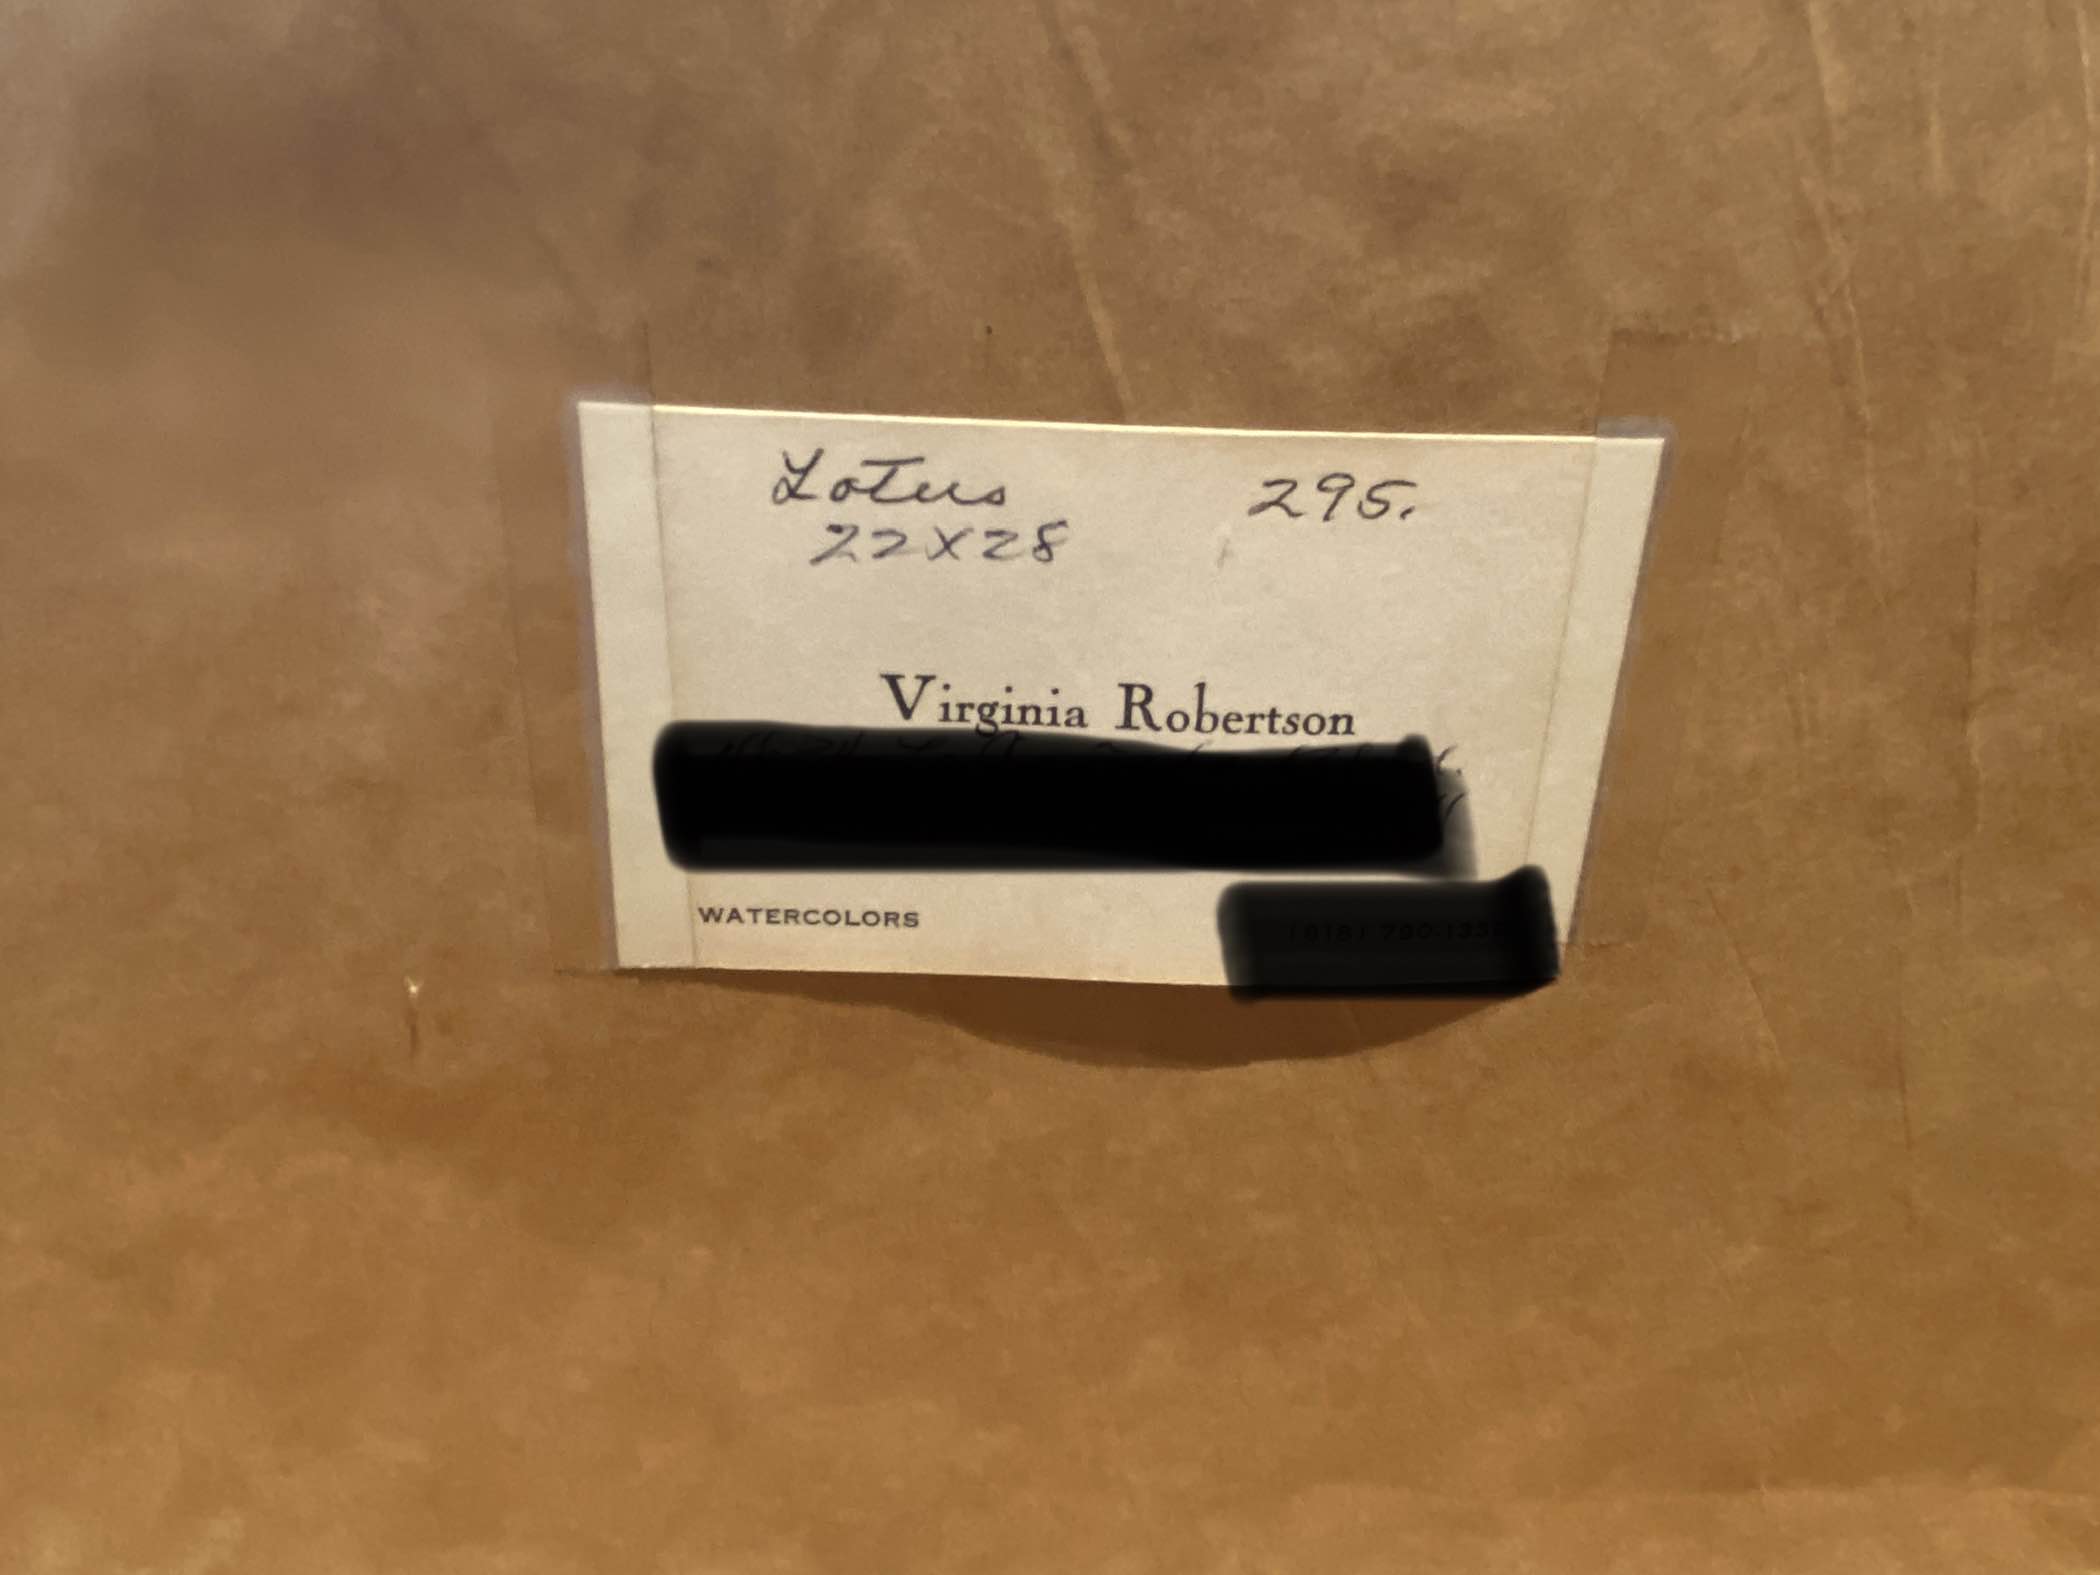 Lotus 295.
22x28
Virginia Robertson
WATERCOLORS